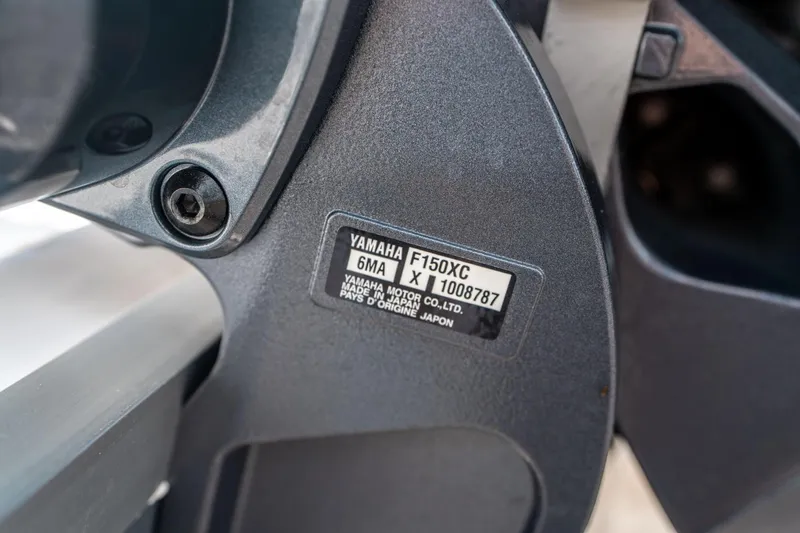 YAMAHA F150XC
6MA X 1008787
YAMAHA MOTOR CO.,LTD.
MADE IN JAPAN
PAYS D'ORIGINE JAPON